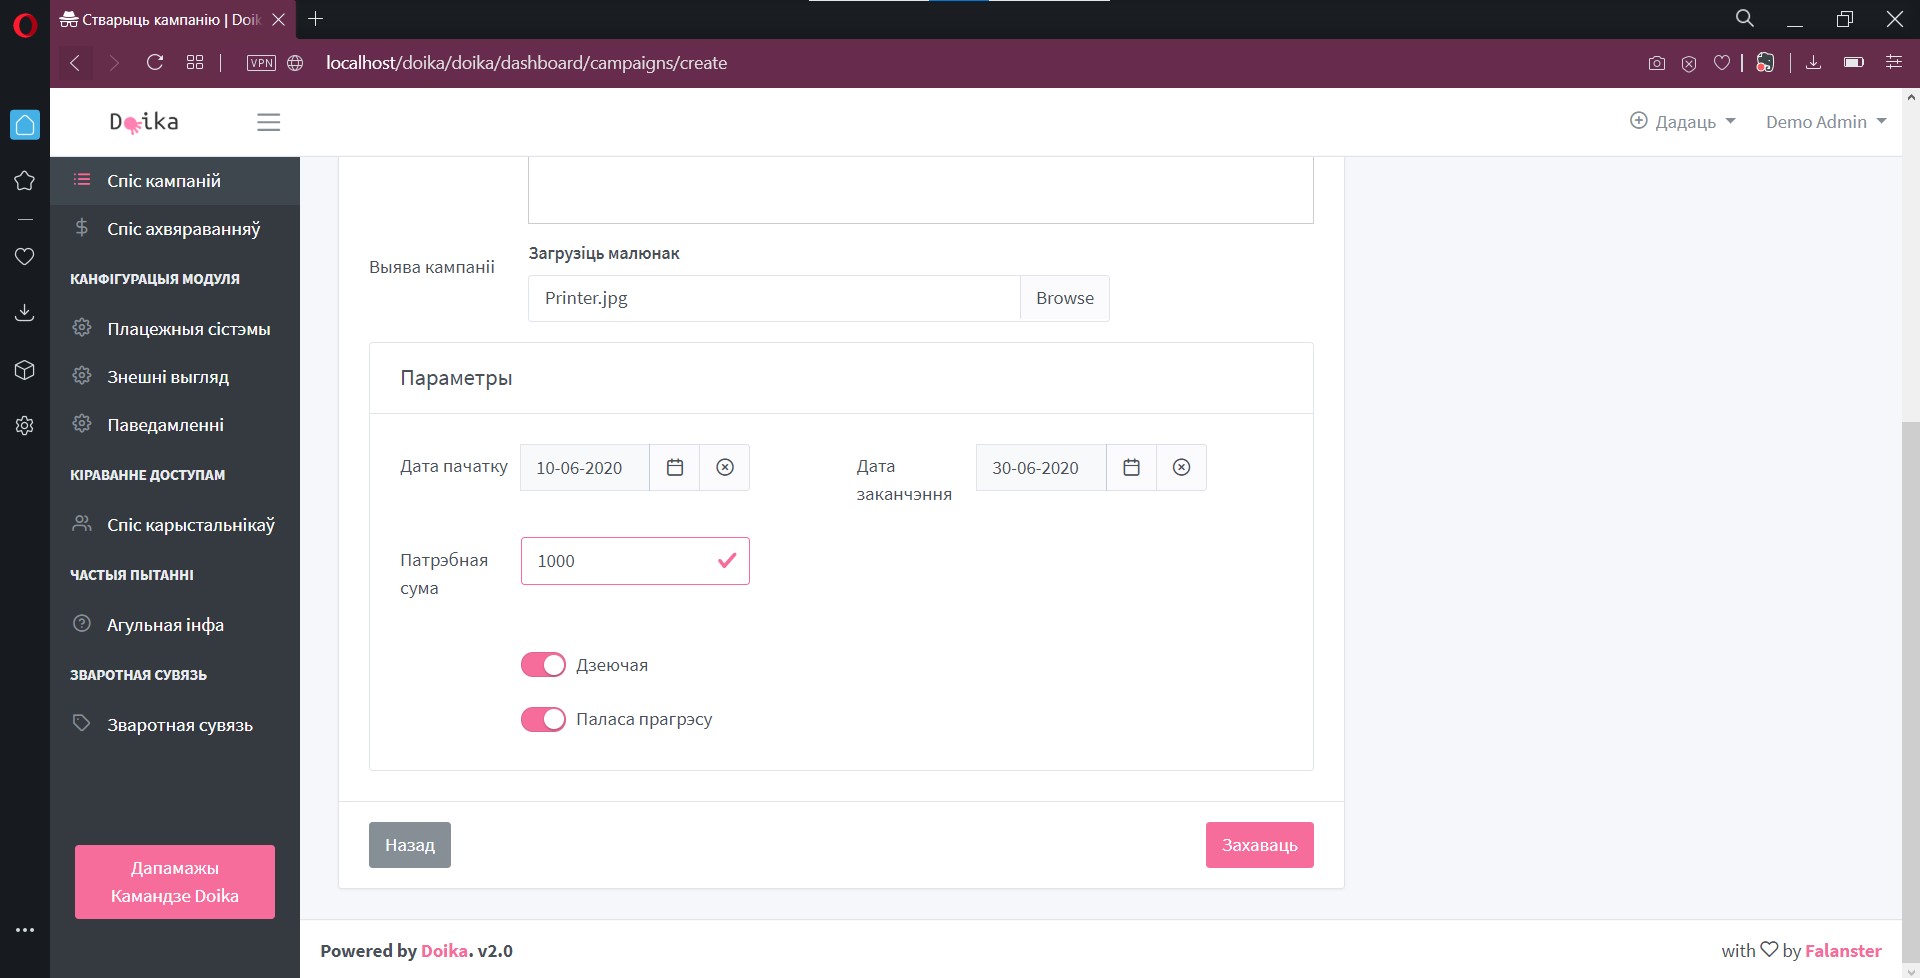 Стварыць кампанію | Doik
VPN
localhost/doika/doika/dashboard/campaigns/create
Doika
Дадаць
Demo Admin
Спіс кампаній
Спіс ахвяраванняў
КАНФІГУРАЦЫЯ МОДУЛЯ
Плацежныя сістэмы
Знешні выгляд
Паведамленні
КІРАВАННЕ ДОСТУПАМ
Спіс карыстальнікаў
ЧАСТЫЯ ПЫТАННІ
Агульная інфа
ЗВАРОТНАЯ СУВЯЗЬ
Зваротная сувязь
Дапамажы
Камандзе Doika
Выява кампаніі
Загрузіць малюнак
Printer.jpg
Browse
Параметры
Дата пачатку
10-06-2020
Дата
заканчэння
30-06-2020
Патрэбная
сума
1000
Дзеючая
Паласа прагрэсу
Назад
Захаваць
Powered by Doika. v2.0
with ♡ by Falanster